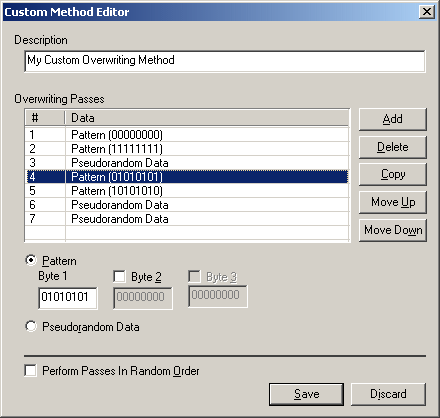 Custom Method Editor
Description
My Custom Overwriting Method
Overwriting Passes
# Data
1 Pattern (00000000)
2 Pattern (11111111)
3 Pseudorandom Data
4 Pattern (01010101)
5 Pattern (10101010)
6 Pseudorandom Data
7 Pseudorandom Data
Add
Delete
Copy
Move Up
Move Down
Pattern
Byte 1 Byte 2 Byte 3
01010101 00000000 00000000
Pseudorandom Data
Perform Passes In Random Order
Save Discard